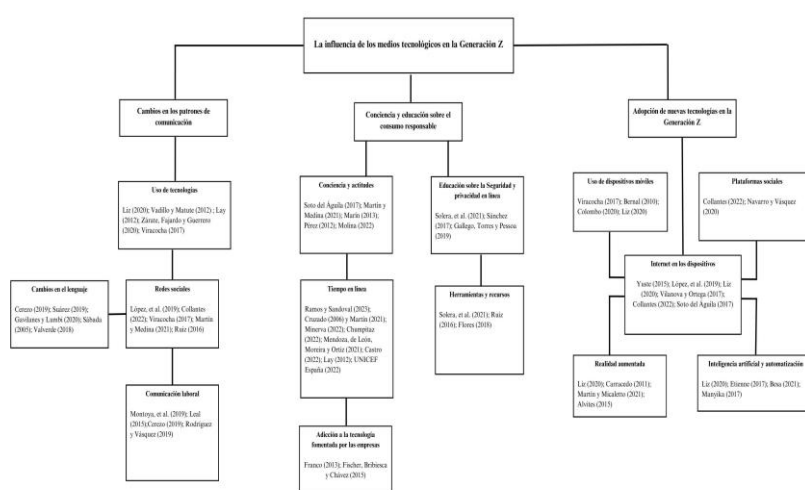 La influencia de los medios tecnológicos en la Generación Z
Cambios en los patrones de
comunicación
Uso de tecnologías
Liz (2020); Vadillo y Matute (2012) ; Lay
(2012); Zárate, Fajardo y Guerrero
(2020); Viracocha (2017)
Cambios en el lenguaje
Cerezo (2019); Suárez (2019);
Gavilanes y Lumbi (2020); Sábada
(2005); Valverde (2018)
Redes sociales
López, et al. (2019); Collantes
(2022); Viracocha (2017); Martin
y Medina (2021); Ruiz (2016)
Comunicación laboral
Montoya, et al. (2019); Leal
(2015);Cerezo (2019); Rodríguez
y Vásquez (2019)
Conciencia y educación sobre el
consumo responsable
Conciencia y actitudes
Soto del Águila (2017); Martín y
Medina (2021); Marín (2013);
Pérez (2012); Molina (2022)
Tiempo en línea
Ramos y Sandoval (2023);
Cruzado (2006) y Martín (2021);
Minerva (2022); Chumpitaz
(2022); Mendoza, de León,
Moreira y Ortiz (2021); Castro
(2022); Lay (2012); UNICEF
España (2022)
Adicción a la tecnología
fomentada por las empresas
Franco (2013); Fischer, Bribiesca
y Chávez (2015)
Educación sobre la Seguridad y
privacidad en línea
Solera, et al. (2021); Sánchez
(2017); Gallego, Torres y Pessoa
(2019)
Herramientas y recursos
Solera, et al. (2021); Ruiz
(2016); Flores (2018)
Adopción de nuevas tecnologías en la
Generación Z
Uso de dispositivos móviles
Viracocha (2017); Bernal (2010);
Colombo (2020); Liz (2020)
Plataformas sociales
Collantes (2022); Navarro y Vásquez
(2020)
Internet en los dispositivos
Yuste (2015); López, et al. (2019); Liz
(2020); Vilanova y Ortega (2017);
Collantes (2022); Soto del Águila (2017)
Realidad aumentada
Liz (2020); Carracedo (2011);
Martín y Micaletto (2021);
Alvites (2015)
Inteligencia artificial y automatización
Liz (2020); Etienne (2017); Besa (2021);
Manyika (2017)